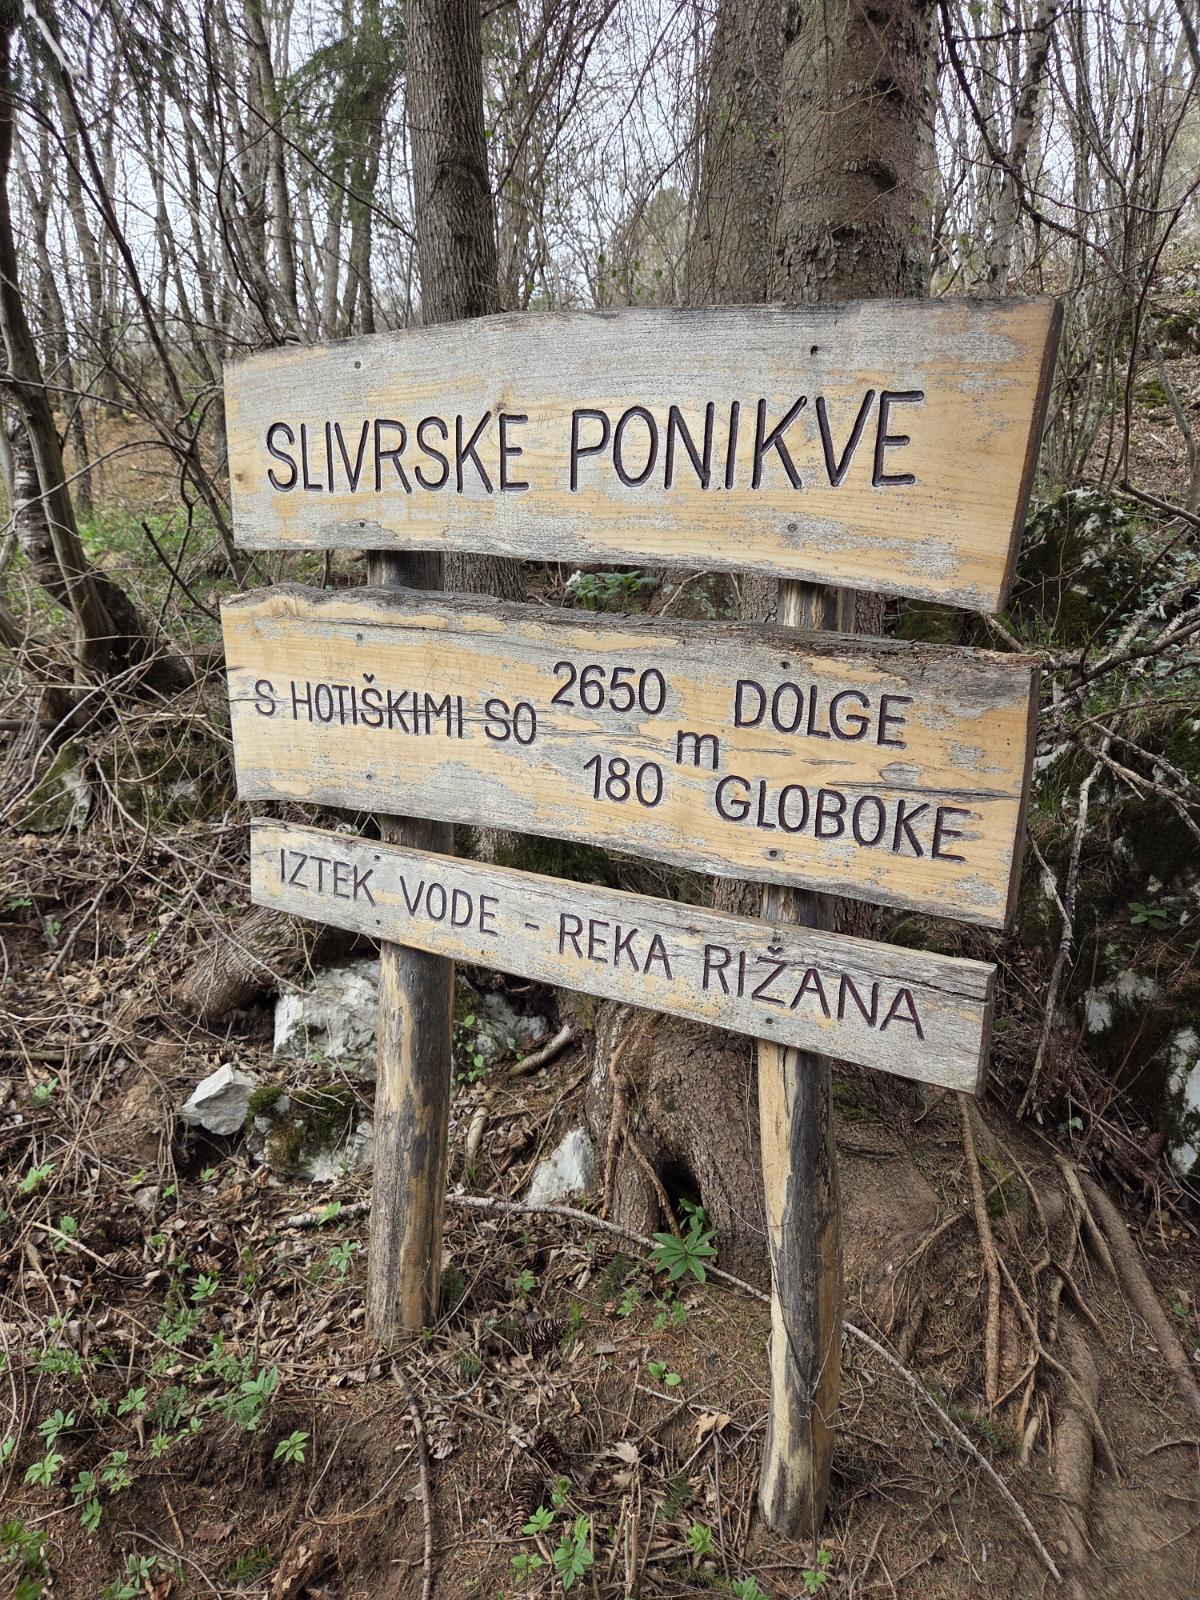 SLIVRSKE PONIKVE
S HOTIŠKIMI SO 2650 m DOLGE
180 GLOBOKE
IZTEK VODE - REKA RIŽANA